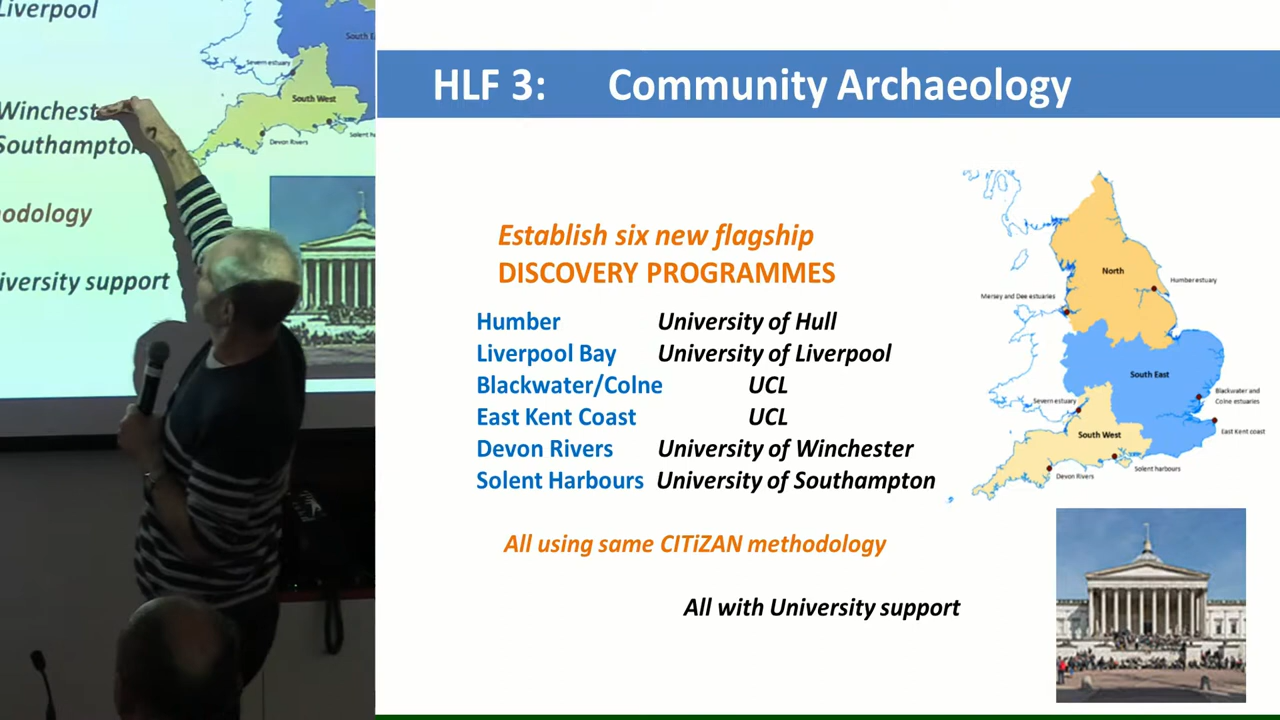 Liverpool
Severn estuary
South West
Devon Rivers
Southampton
iversity support
HLF 3: Community Archaeology
Establish six new flagship
DISCOVERY PROGRAMMES
Humber University of Hull
Liverpool Bay University of Liverpool
Blackwater/Colne UCL
East Kent Coast UCL
Devon Rivers University of Winchester
Solent Harbours University of Southampton
All using same CITiZAN methodology
All with University support
North
Humber estuary
Mersey and Dee estuaries
South East
Blackwater and
Colne estuaries
Severn estuary
East Kent coast
South West
Solent harbours
Devon Rivers